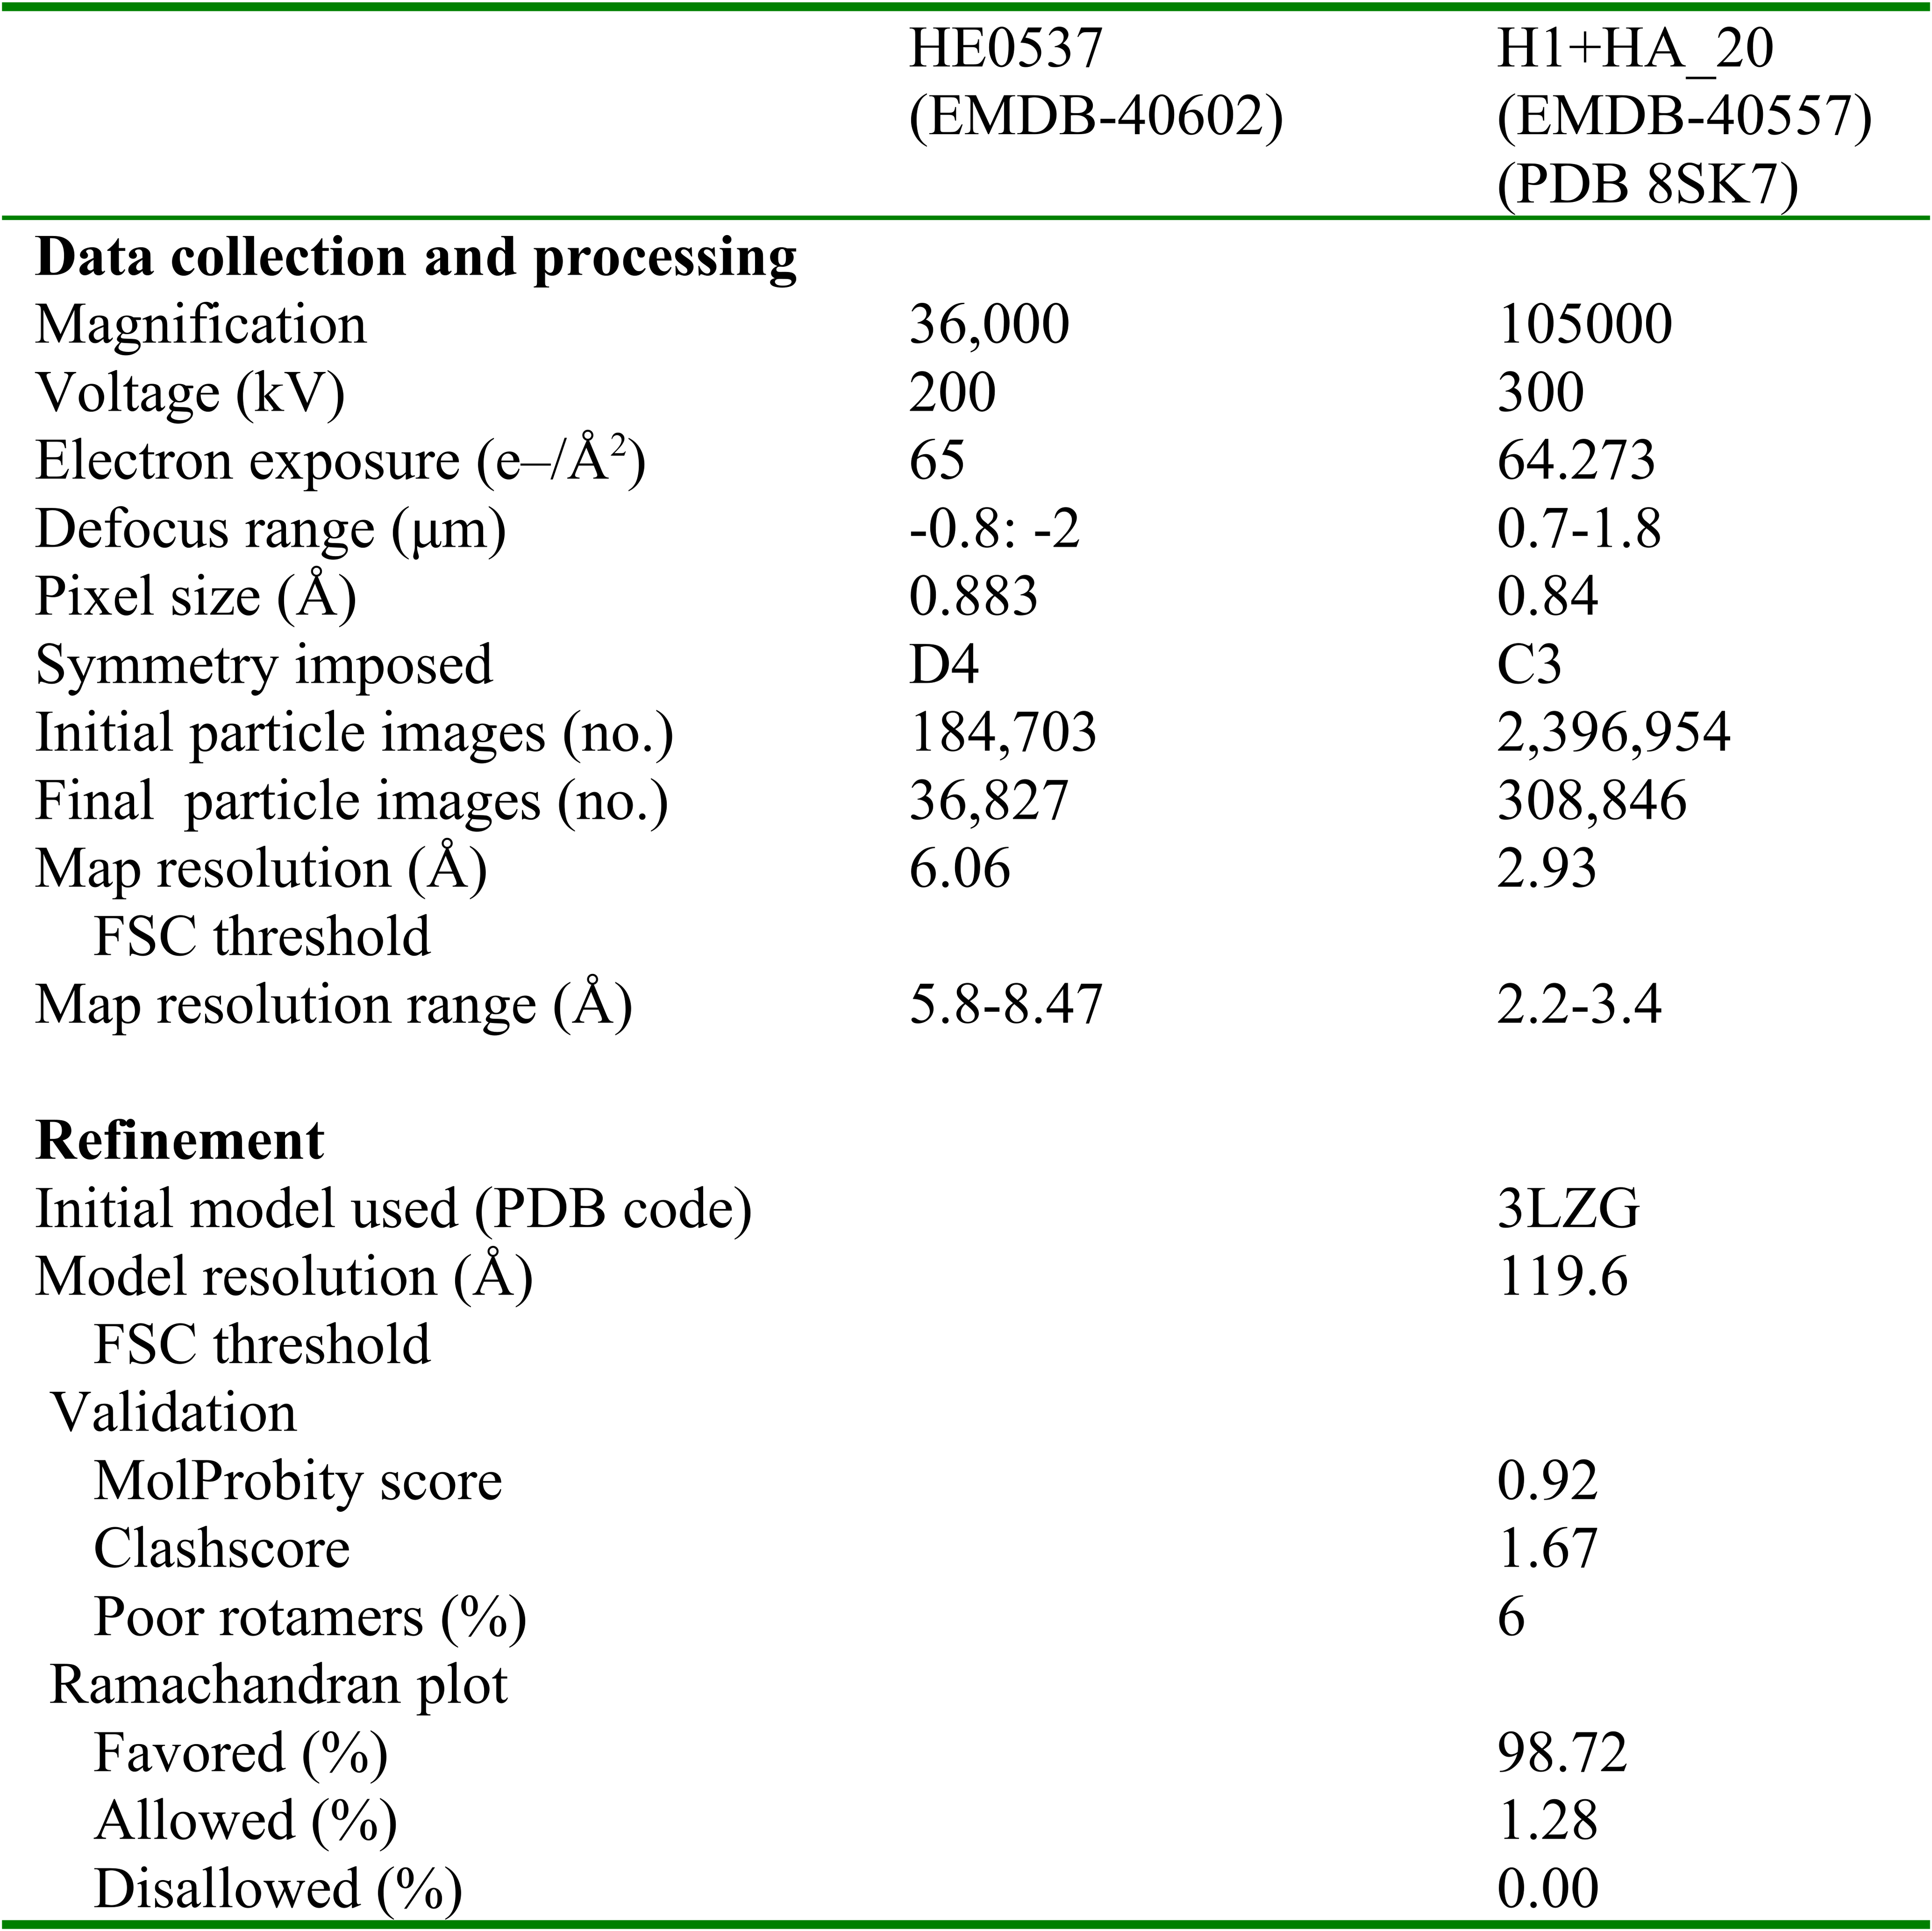 HE0537 H1+HA_20
(EMDB-40602) (EMDB-40557)
(PDB 8SK7)
Data collection and processing
Magnification 36,000 105000
Voltage (kV) 200 300
Electron exposure (e–/Å²) 65 64.273
Defocus range (μm) -0.8: -2 0.7-1.8
Pixel size (Å) 0.883 0.84
Symmetry imposed D4 C3
Initial particle images (no.) 184,703 2,396,954
Final particle images (no.) 36,827 308,846
Map resolution (Å) 6.06 2.93
FSC threshold
Map resolution range (Å) 5.8-8.47 2.2-3.4
Refinement
Initial model used (PDB code) 3LZG
Model resolution (Å) 119.6
FSC threshold
Validation
MolProbity score 0.92
Clashscore 1.67
Poor rotamers (%) 6
Ramachandran plot
Favored (%) 98.72
Allowed (%) 1.28
Disallowed (%) 0.00